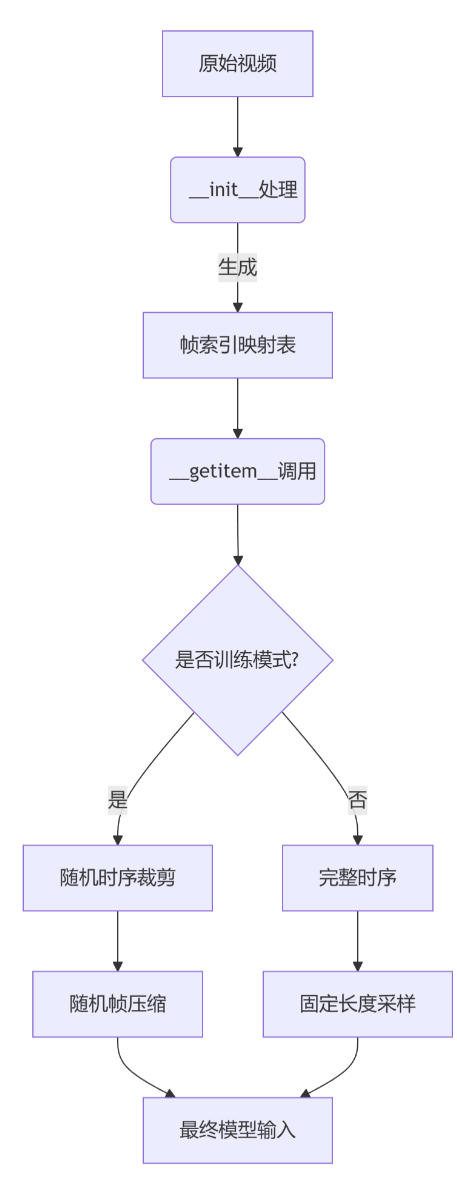 原始视频
__init__处理
生成
帧索引映射表
__getitem__调用
是否训练模式?
是
否
随机时序裁剪
完整时序
随机帧压缩
固定长度采样
最终模型输入